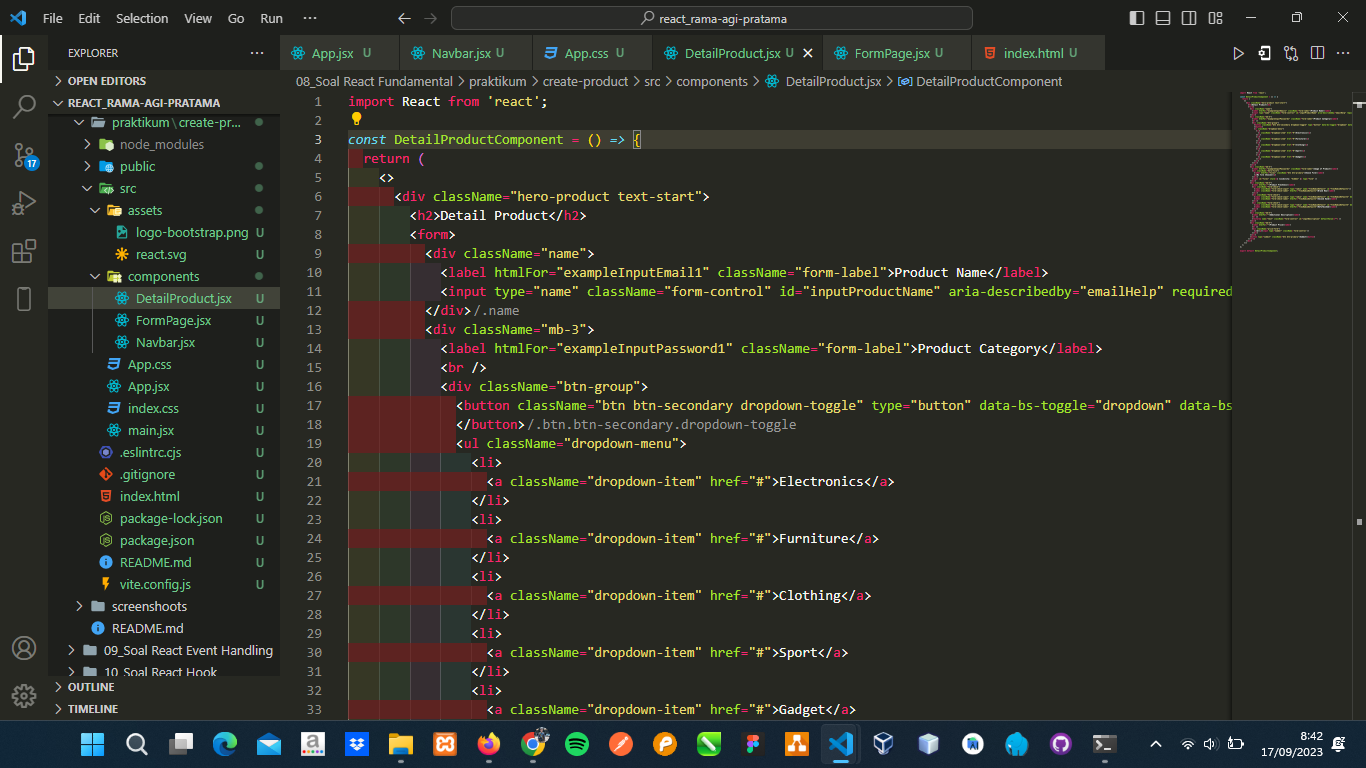 File Edit Selection View Go Run ···
react_rama-agi-pratama
EXPLORER ···
App.jsx U
Navbar.jsx U
App.css U
DetailProduct.jsx U
FormPage.jsx U
index.html U
OPEN EDITORS
REACT_RAMA-AGI-PRATAMA
praktikum \ create-pr...
node_modules
public
src
assets
logo-bootstrap.png U
react.svg U
components
DetailProduct.jsx U
FormPage.jsx U
Navbar.jsx U
App.css U
App.jsx U
index.css U
main.jsx U
.eslintrc.cjs U
.gitignore U
index.html U
package-lock.json U
package.json U
README.md U
vite.config.js U
screenshoots
README.md
09_Soal React Event Handling
10_Soal React Hook
OUTLINE
TIMELINE
17
08_Soal React Fundamental > praktikum > create-product > src > components > DetailProduct.jsx > DetailProductComponent
1 import React from 'react';
2
3 const DetailProductComponent = () => {
4 return (
5 <>
6 <div className="hero-product text-start">
7 <h2>Detail Product</h2>
8 <form>
9 <div className="name">
10 <label htmlFor="exampleInputEmail1" className="form-label">Product Name</label>
11 <input type="name" className="form-control" id="inputProductName" aria-describedby="emailHelp" required
12 </div>/.name
13 <div className="mb-3">
14 <label htmlFor="exampleInputPassword1" className="form-label">Product Category</label>
15 <br />
16 <div className="btn-group">
17 <button className="btn btn-secondary dropdown-toggle" type="button" data-bs-toggle="dropdown" data-bs
18 </button>/.btn.btn-secondary.dropdown-toggle
19 <ul className="dropdown-menu">
20 <li>
21 <a className="dropdown-item" href="#">Electronics</a>
22 </li>
23 <li>
24 <a className="dropdown-item" href="#">Furniture</a>
25 </li>
26 <li>
27 <a className="dropdown-item" href="#">Clothing</a>
28 </li>
29 <li>
30 <a className="dropdown-item" href="#">Sport</a>
31 </li>
32 <li>
33 <a className="dropdown-item" href="#">Gadget</a>
8:42
17/09/2023